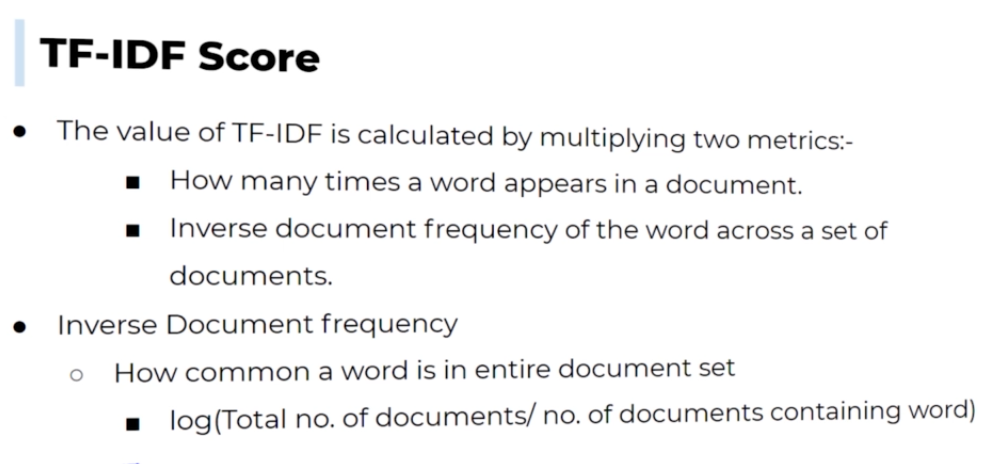 TF-IDF Score
● The value of TF-IDF is calculated by multiplying two metrics:-
■ How many times a word appears in a document.
■ Inverse document frequency of the word across a set of
documents.
● Inverse Document frequency
○ How common a word is in entire document set
■ log(Total no. of documents/ no. of documents containing word)